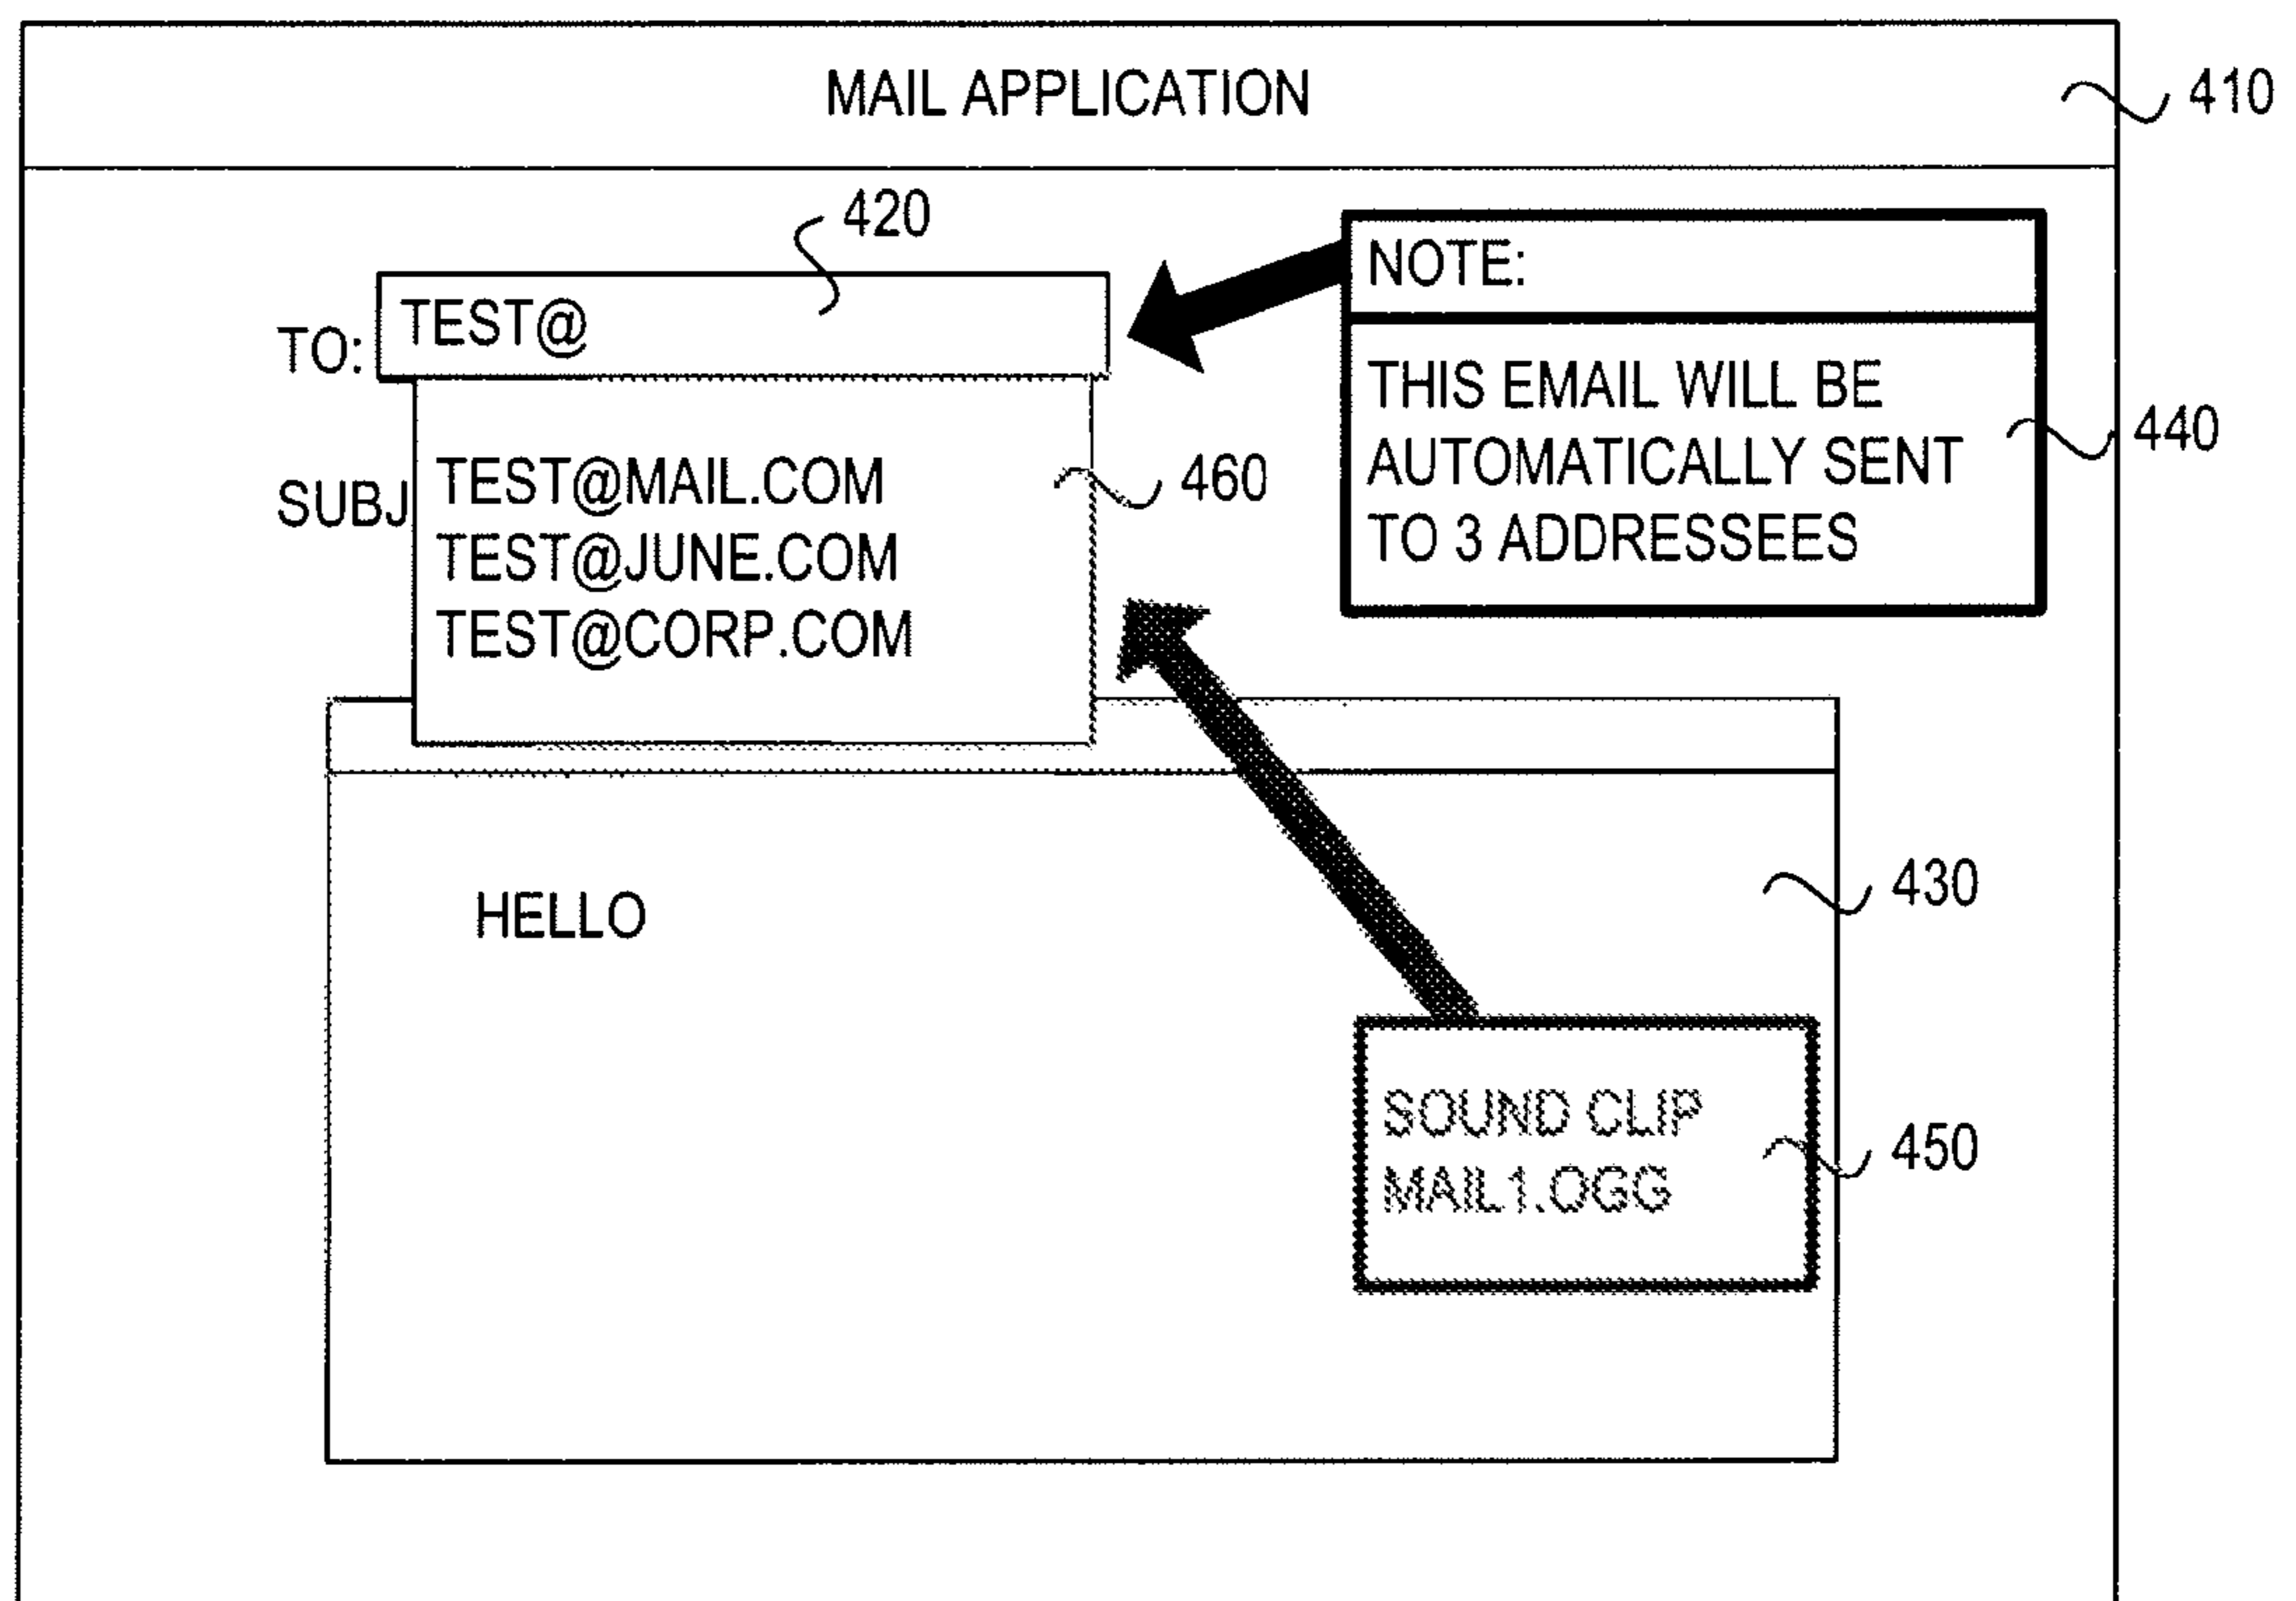 MAIL APPLICATION
410
420
NOTE:
TO:
TEST@
THIS EMAIL WILL BE
AUTOMATICALLY SENT
TO 3 ADDRESSEES
440
SUBJ
TEST@MAIL.COM
TEST@JUNE.COM
TEST@CORP.COM
460
HELLO
430
SOUND CLIP
MAIL1.OGG
450